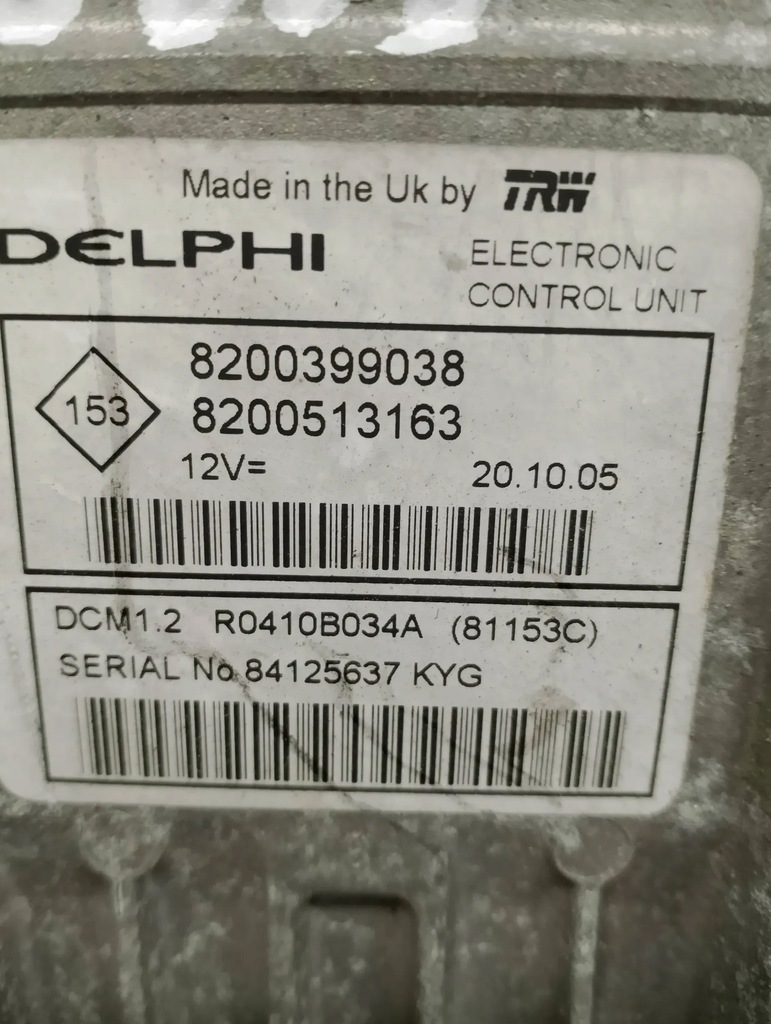 Made in the Uk by TRW
DELPHI
ELECTRONIC
CONTROL UNIT
153
8200399038
8200513163
12V=
20.10.05
DCM1.2 R0410B034A (81153C)
SERIAL No 84125637 KYG